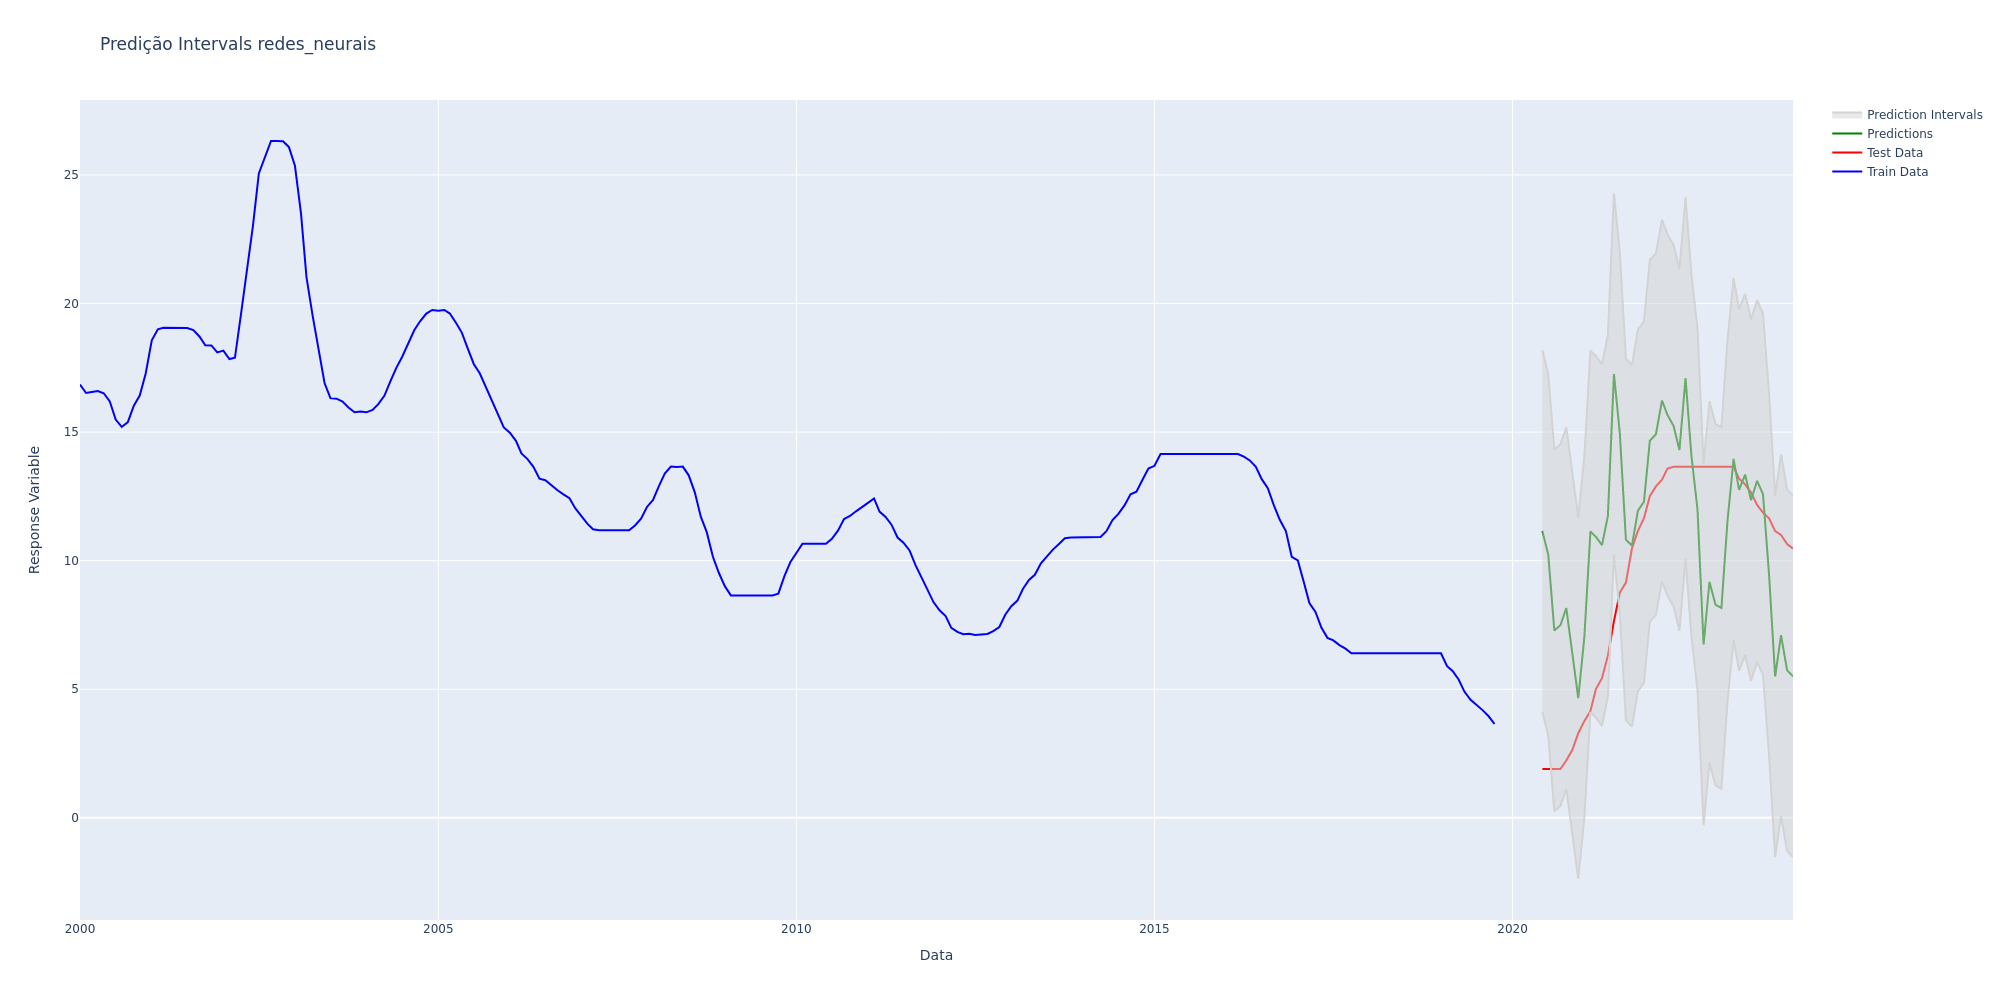 Predição Intervals redes_neurais
Prediction Intervals
Predictions
Test Data
Train Data
25
20
15
10
5
0
Response Variable
2000 2005 2010 2015 2020
Data